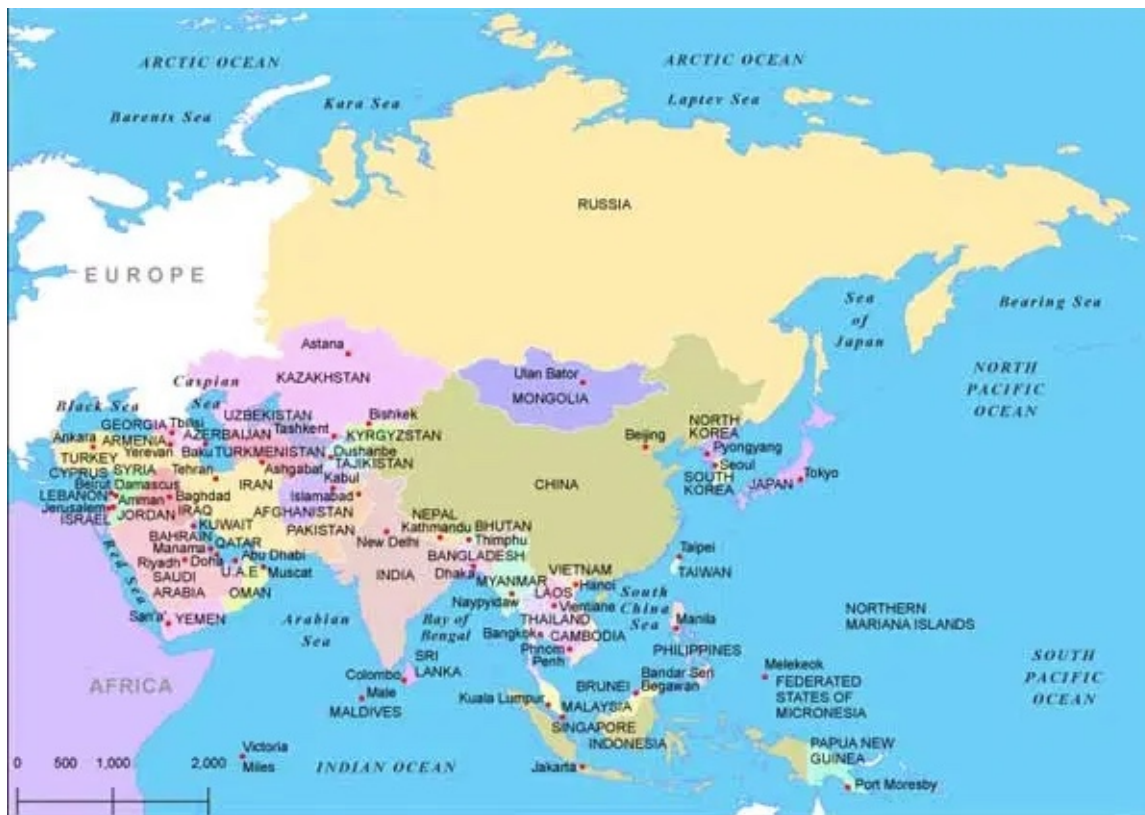 ARCTIC OCEAN
ARCTIC OCEAN
Kara Sea
Laptev Sea
Barents Sea
RUSSIA
EUROPE
Sea
of
Japan
Bearing Sea
Astana
KAZAKHSTAN
Ulan Bator
MONGOLIA
NORTH
PACIFIC
OCEAN
Caspian
Sea
Black Sea
GEORGIA
Tbilisi
UZBEKISTAN
Bishkek
Ankara
ARMENIA
AZERBAIJAN
Tashkent
KYRGYZSTAN
Beijing
NORTH
KOREA
Pyongyang
TURKEY
Yerevan
Baku
TURKMENISTAN
Dushanbe
TAJIKISTAN
Seoul
SOUTH
KOREA
JAPAN
Tokyo
CYPRUS
SYRIA
Tehran
Ashgabat
Kabul
Beirut
Damascus
IRAN
CHINA
LEBANON
Amman
Baghdad
Islamabad
Jerusalem
ISRAEL
JORDAN
IRAQ
AFGHANISTAN
KUWAIT
PAKISTAN
NEPAL
Kathmandu
BHUTAN
Thimphu
BAHRAIN
Manama
QATAR
New Delhi
BANGLADESH
Riyadh
Doha
Abu Dhabi
U.A.E
Muscat
INDIA
Dhaka
MYANMAR
VIETNAM
Hanoi
Taipei
TAIWAN
Red Sea
SAUDI
ARABIA
OMAN
Naypyidaw
LAOS
Vientiane
South
China
Sea
San'a'
YEMEN
Arabian
Sea
Bay of
Bengal
THAILAND
Bangkok
CAMBODIA
Phnom
Penh
Manila
PHILIPPINES
NORTHERN
MARIANA ISLANDS
AFRICA
Colombo
SRI
LANKA
Male
MALDIVES
Kuala Lumpur
BRUNEI
Bandar Seri
Begawan
MALAYSIA
SINGAPORE
INDONESIA
Melekeok
FEDERATED
STATES OF
MICRONESIA
SOUTH
PACIFIC
OCEAN
PAPUA NEW
GUINEA
Victoria
0 500 1,000 2,000 Miles
INDIAN OCEAN
Jakarta
Port Moresby